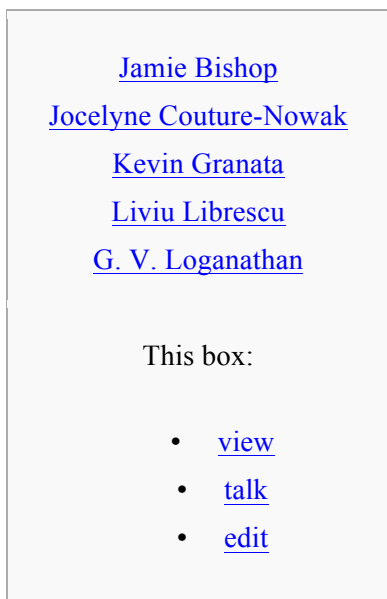 Jamie Bishop
Jocelyne Couture-Nowak
Kevin Granata
Liviu Librescu
G. V. Loganathan
This box:
• view
• talk
• edit